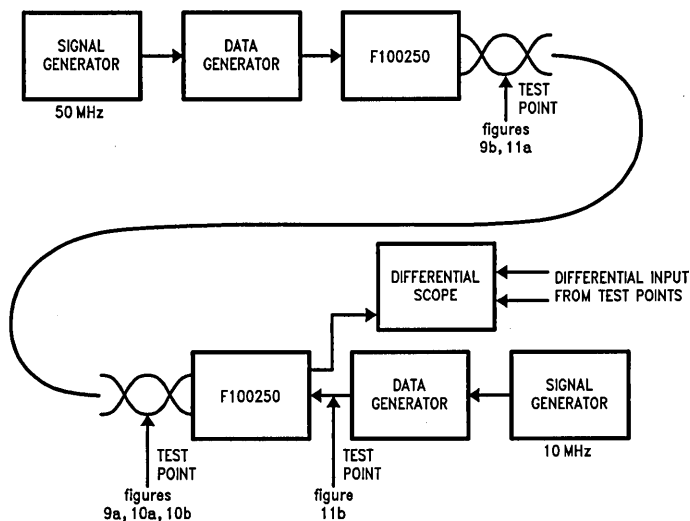 SIGNAL
GENERATOR
50 MHz
DATA
GENERATOR
F100250
TEST
POINT
figures
9b, 11a
DIFFERENTIAL
SCOPE
DIFFERENTIAL INPUT
FROM TEST POINTS
F100250
DATA
GENERATOR
SIGNAL
GENERATOR
10 MHz
TEST
POINT
figures
9a, 10a, 10b
TEST
POINT
figure
11b